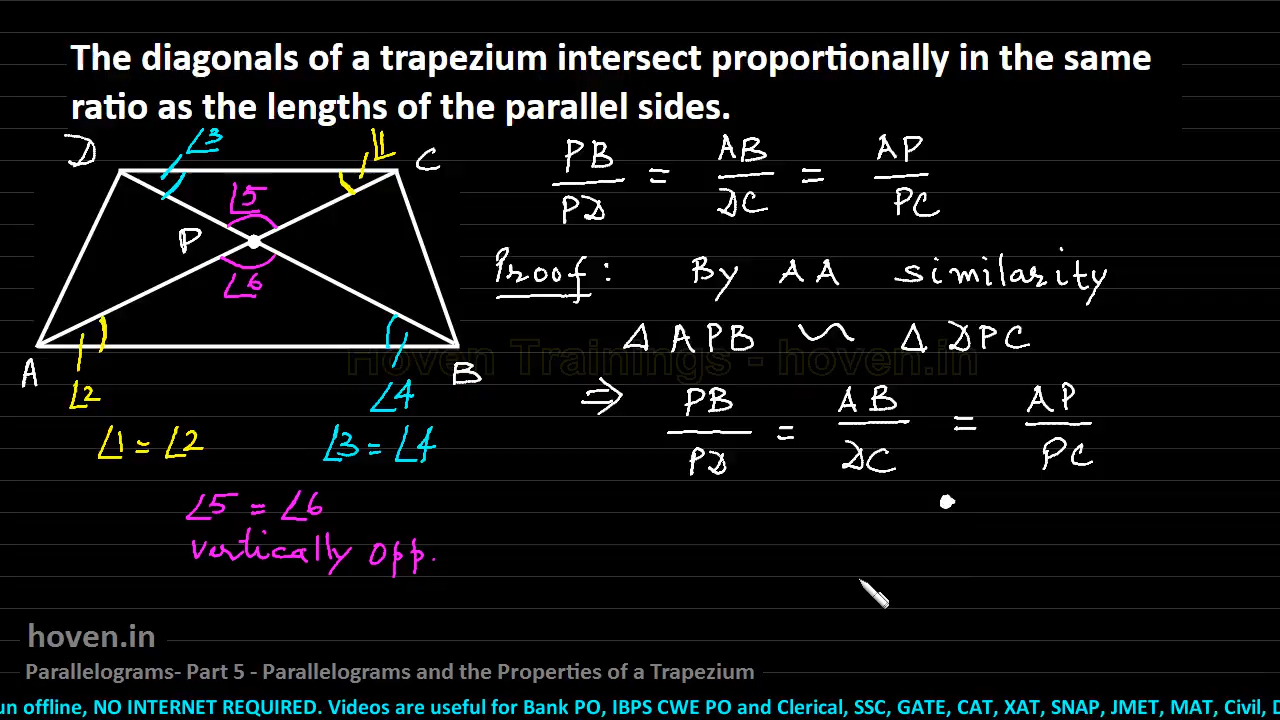 The diagonals of a trapezium intersect proportionally in the same
ratio as the lengths of the parallel sides.
D ∠3 ∠1 C
∠5
P
∠6
A B
∠2 ∠4
∠1 = ∠2 ∠3 = ∠4
∠5 = ∠6
vertically opp.
PB/PD = AB/DC = AP/PC
Proof: By AA similarity
Δ APB ∽ Δ DPC
⇒ PB/PD = AB/DC = AP/PC
Hoven Trainings - hoven.in
hoven.in
Parallelograms- Part 5 - Parallelograms and the Properties of a Trapezium
un offline, NO INTERNET REQUIRED. Videos are useful for Bank PO, IBPS CWE PO and Clerical, SSC, GATE, CAT, XAT, SNAP, JMET, MAT, Civil,